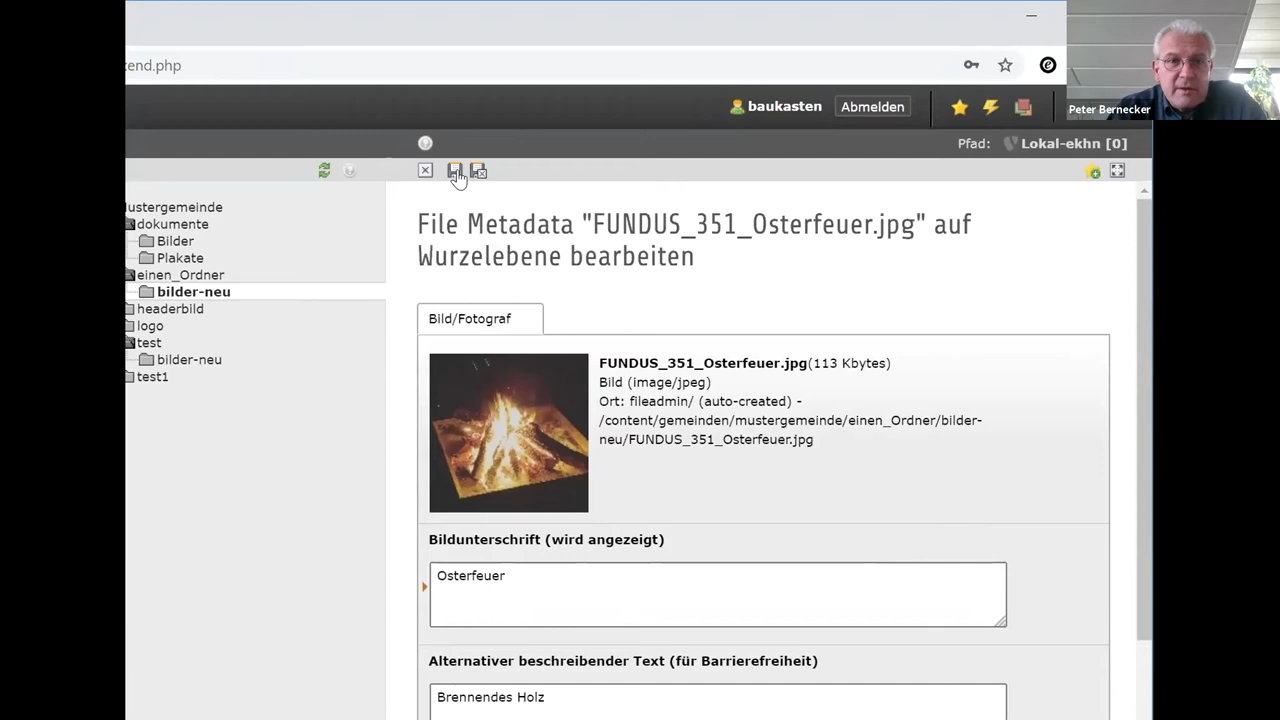 kend.php
baukasten
Abmelden
Peter Bernecker
Pfad: Lokal-ekhn [0]
ustergemeinde
dokumente
Bilder
Plakate
einen_Ordner
bilder-neu
headerbild
logo
test
bilder-neu
test1
File Metadata "FUNDUS_351_Osterfeuer.jpg" auf
Wurzelebene bearbeiten
Bild/Fotograf
FUNDUS_351_Osterfeuer.jpg(113 Kbytes)
Bild (image/jpeg)
Ort: fileadmin/ (auto-created) -
/content/gemeinden/mustergemeinde/einen_Ordner/bilder-
neu/FUNDUS_351_Osterfeuer.jpg
Bildunterschrift (wird angezeigt)
Osterfeuer
Alternativer beschreibender Text (für Barrierefreiheit)
Brennendes Holz